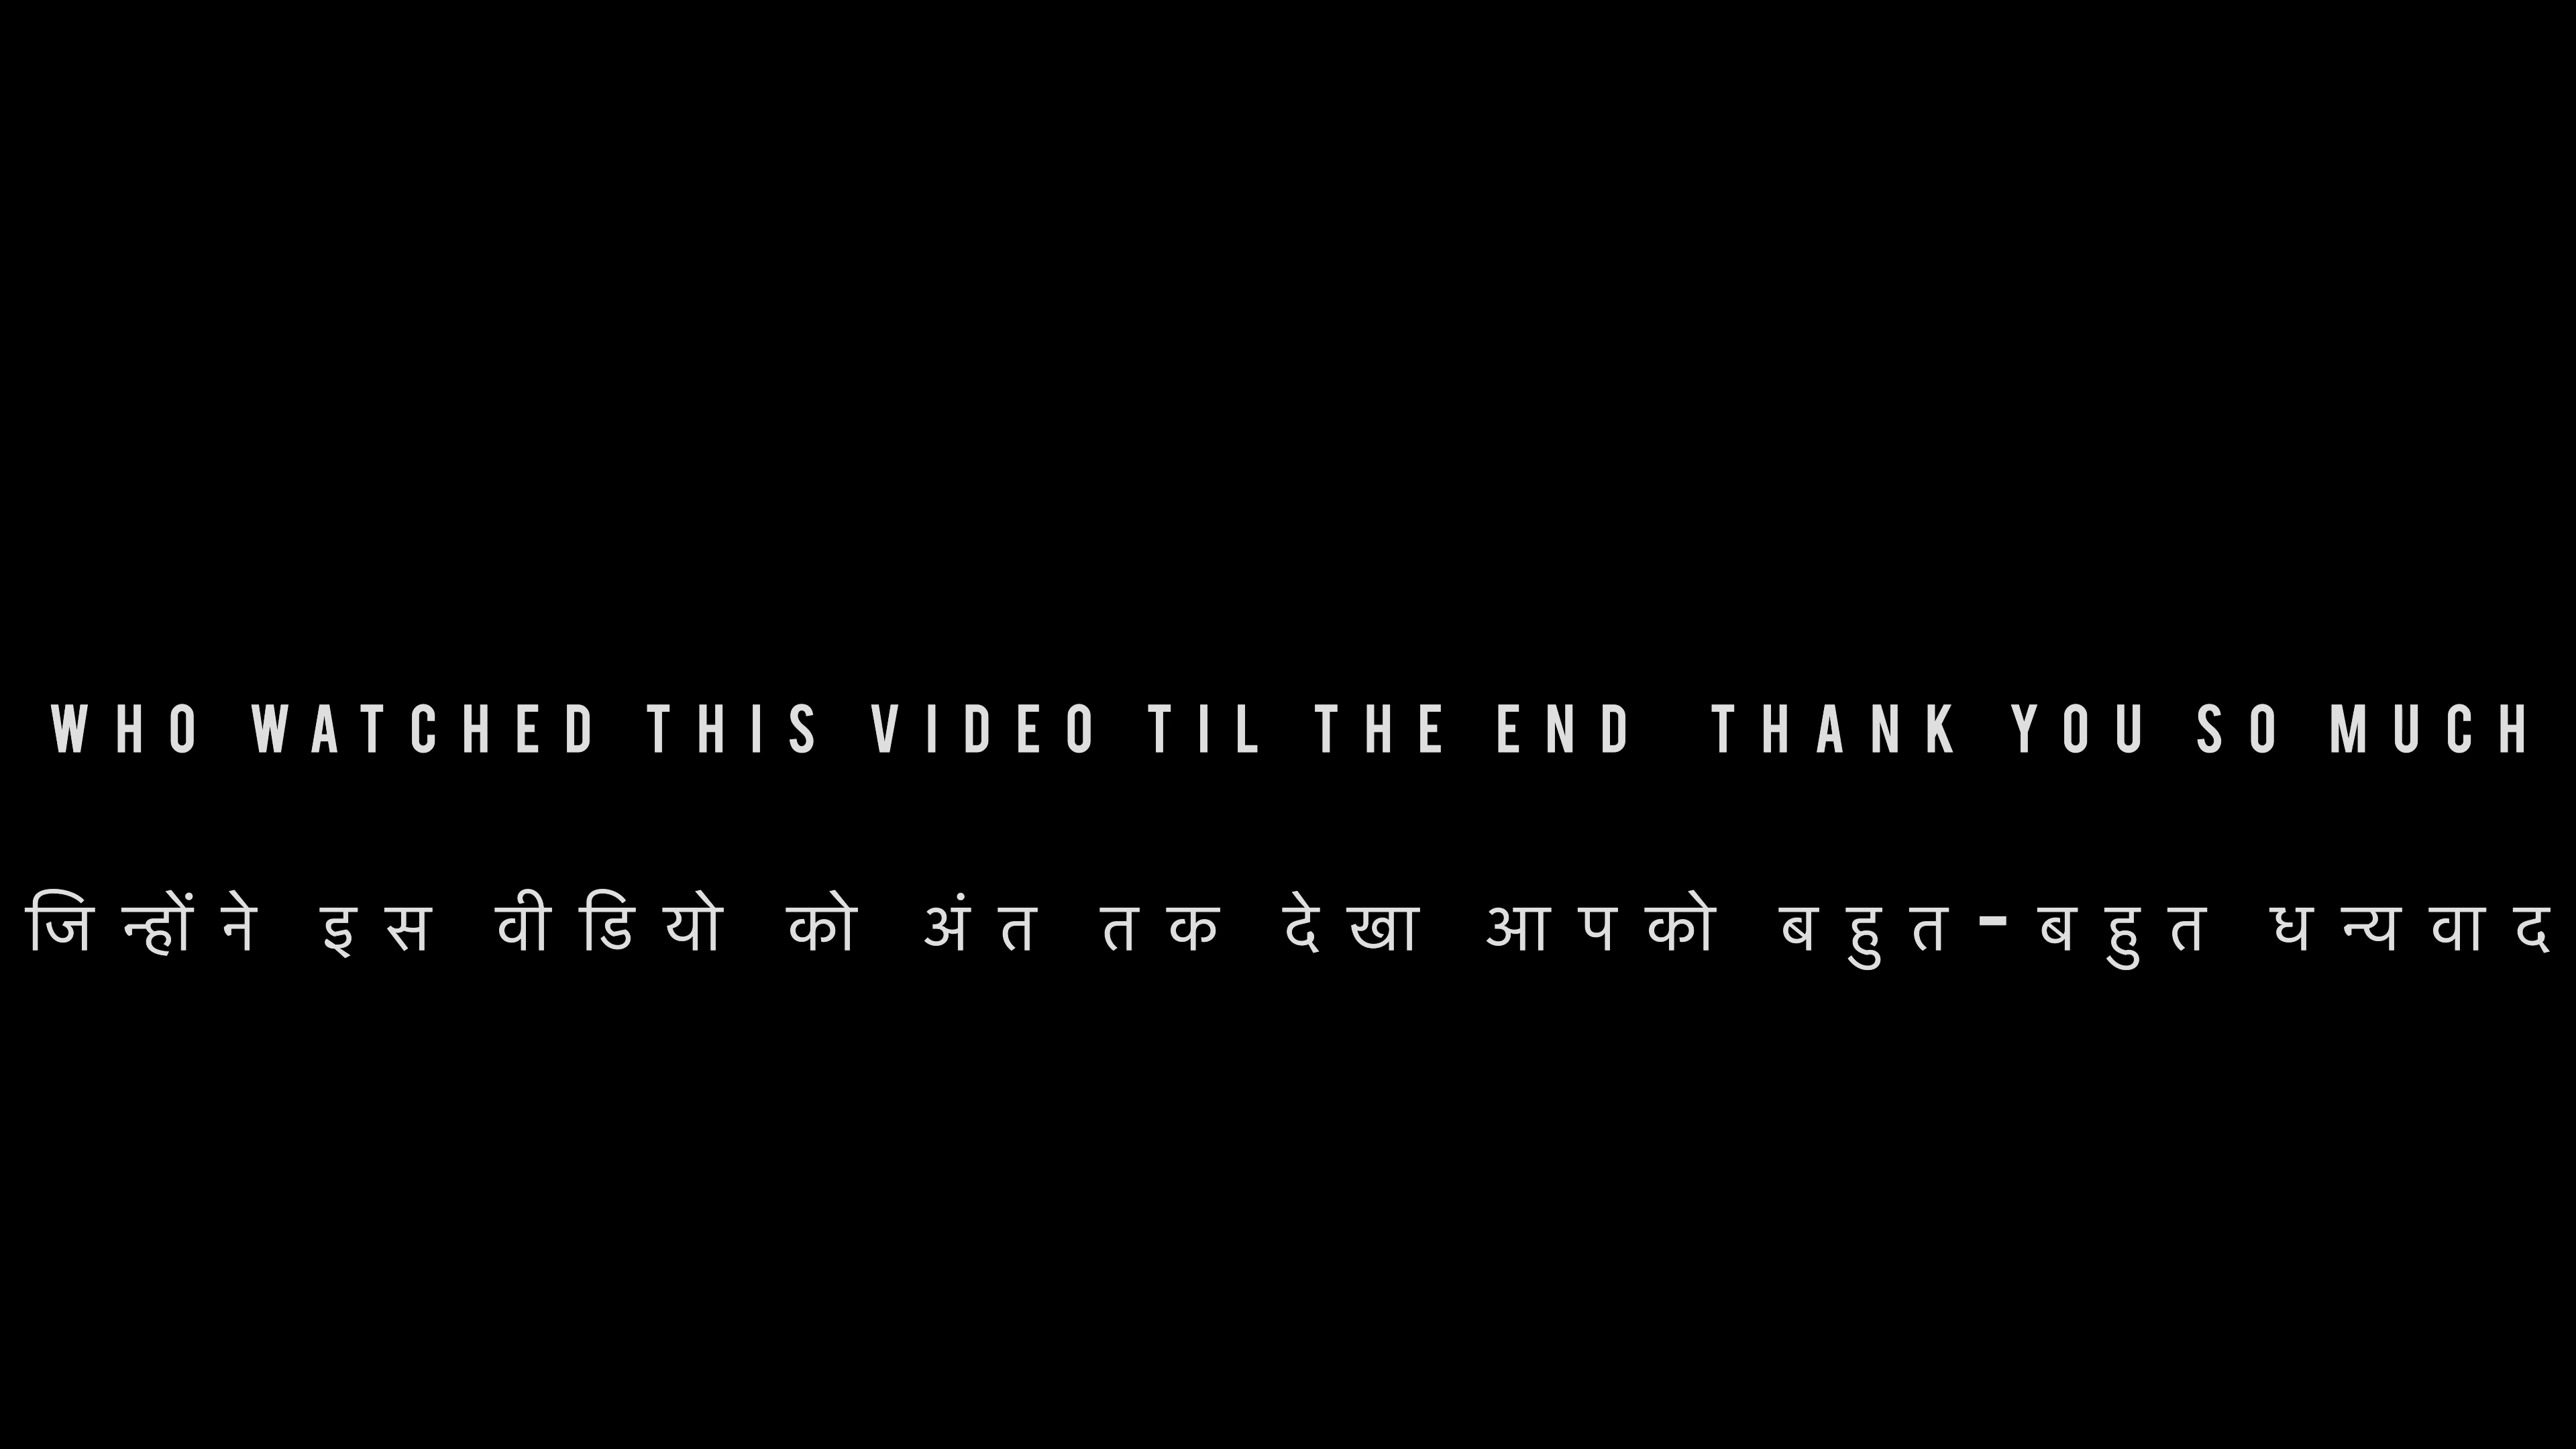 WHO WATCHED THIS VIDEO TIL THE END THANK YOU SO MUCH
जिन्होंने इस वीडियो को अंत तक देखा आपको बहुत-बहुत धन्यवाद